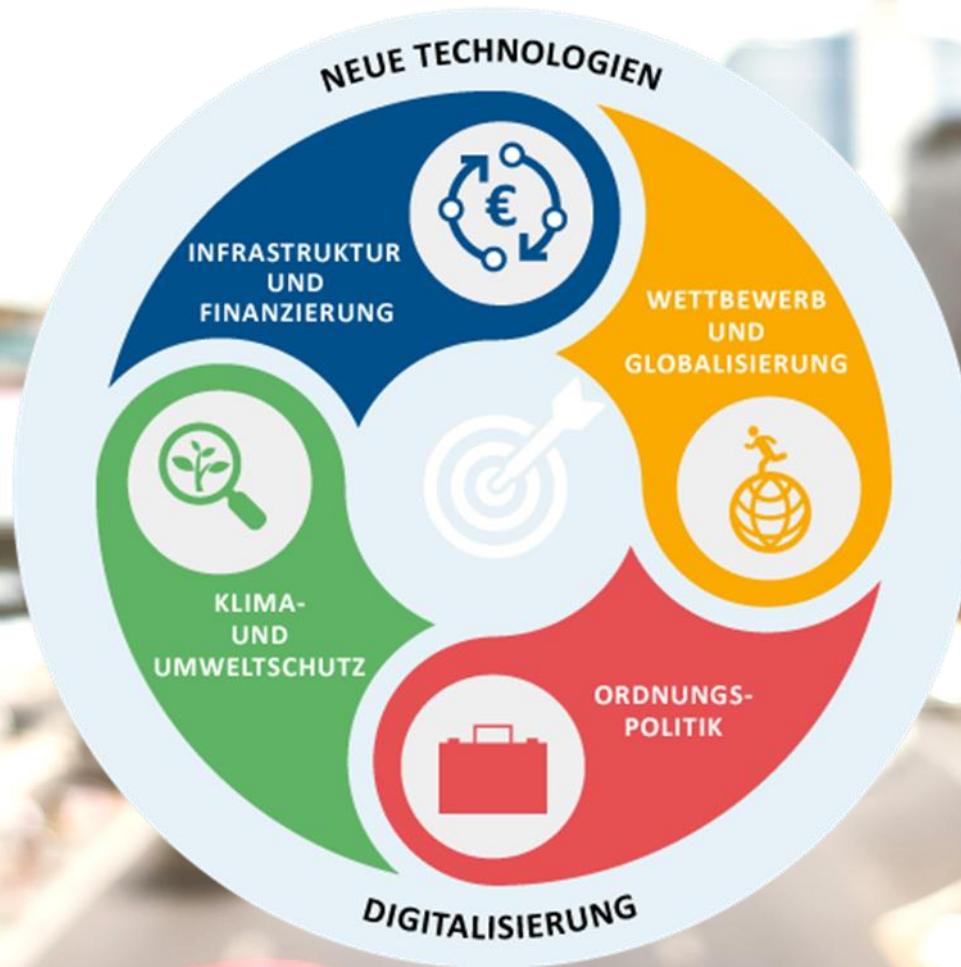 NEUE TECHNOLOGIEN
INFRASTRUKTUR
UND
FINANZIERUNG
€
WETTBEWERB
UND
GLOBALISIERUNG
KLIMA-
UND
UMWELTSCHUTZ
ORDNUNGS-
POLITIK
DIGITALISIERUNG